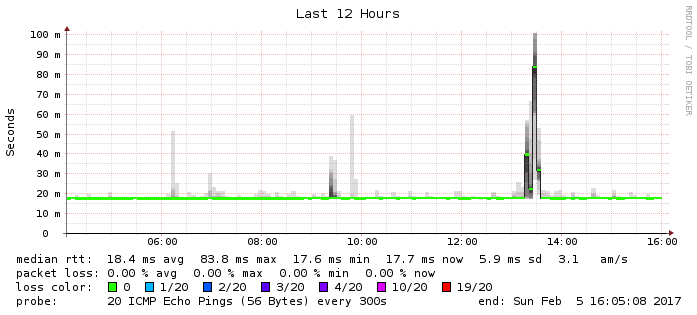 Last 12 Hours
RRDTOOL / TOBI OETIKER
Seconds
100 m
90 m
80 m
70 m
60 m
50 m
40 m
30 m
20 m
10 m
0
06:00 08:00 10:00 12:00 14:00 16:00
median rtt: 18.4 ms avg 83.8 ms max 17.6 ms min 17.7 ms now 5.9 ms sd 3.1 am/s
packet loss: 0.00 % avg 0.00 % max 0.00 % min 0.00 % now
loss color: 0 1/20 2/20 3/20 4/20 10/20 19/20
probe: 20 ICMP Echo Pings (56 Bytes) every 300s end: Sun Feb 5 16:05:08 2017